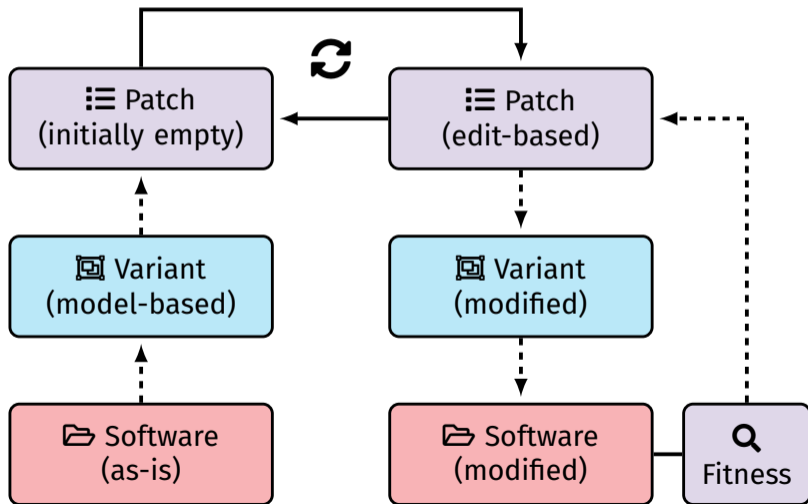 Patch
(initially empty)
Patch
(edit-based)
Variant
(model-based)
Variant
(modified)
Software
(as-is)
Software
(modified)
Fitness